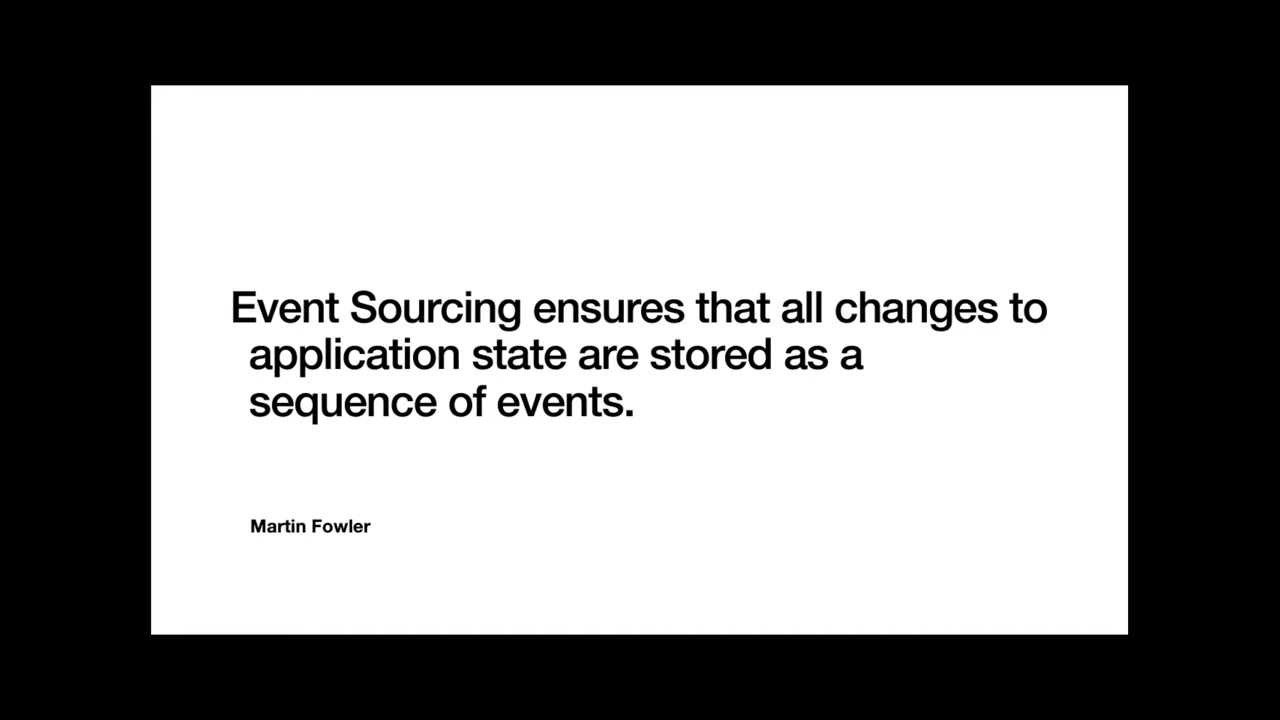 Event Sourcing ensures that all changes to
application state are stored as a
sequence of events.
Martin Fowler